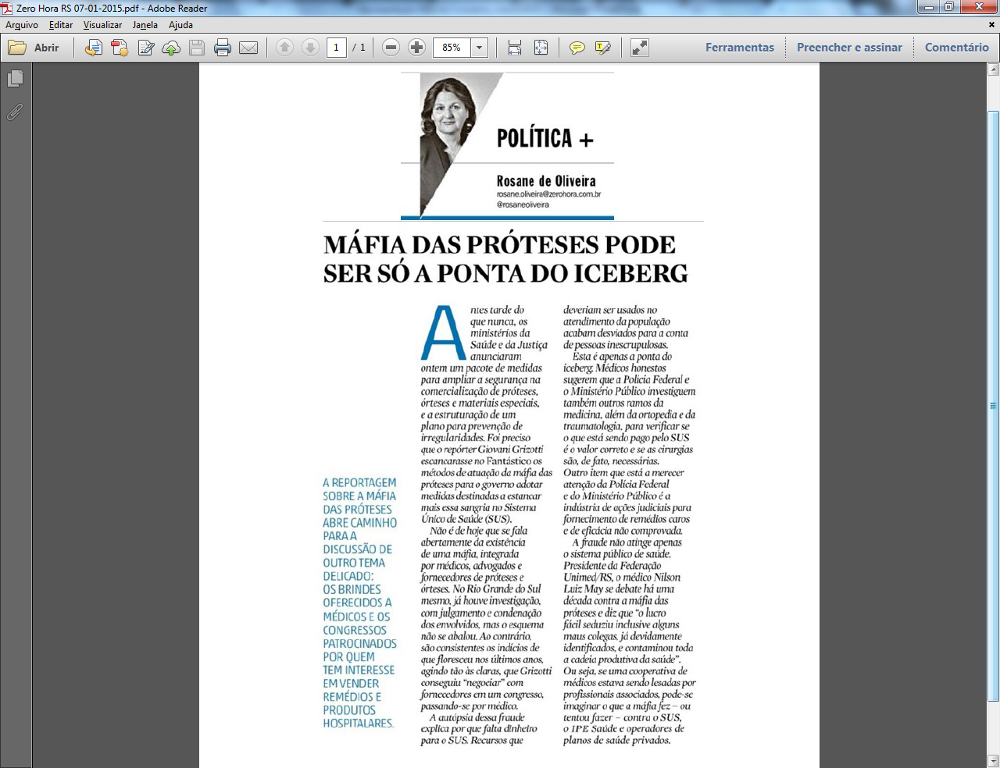 Zero Hora RS 07-01-2015.pdf - Adobe Reader
Arquivo Editar Visualizar Janela Ajuda
Abrir 1 / 1 85% Ferramentas Preencher e assinar Comentário
POLÍTICA +
Rosane de Oliveira
rosane.oliveira@zerohora.com.br
@rosaneoliveira
MÁFIA DAS PRÓTESES PODE
SER SÓ A PONTA DO ICEBERG
A REPORTAGEM
SOBRE A MÁFIA
DAS PRÓTESES
ABRE CAMINHO
PARA A
DISCUSSÃO DE
OUTRO TEMA
DELICADO:
OS BRINDES
OFERECIDOS A
MÉDICOS E OS
CONGRESSOS
PATROCINADOS
POR QUEM
TEM INTERESSE
EM VENDER
REMÉDIOS E
PRODUTOS
HOSPITALARES.
Antes tarde do
que nunca, os
ministérios da
Saúde e da Justiça
anunciaram
ontem um pacote de medidas
para ampliar a segurança na
comercialização de próteses,
órteses e materiais especiais,
e a estruturação de um
plano para prevenção de
irregularidades. Foi preciso
que o repórter Giovani Grizotti
escancarasse no Fantástico os
métodos de atuação da máfia das
próteses para o governo adotar
medidas destinadas a estancar
mais essa sangria no Sistema
Único de Saúde (SUS).
Não é de hoje que se fala
abertamente da existência
de uma máfia, integrada
por médicos, advogados e
fornecedores de próteses e
órteses. No Rio Grande do Sul
mesmo, já houve investigação,
com julgamento e condenação
dos envolvidos, mas o esquema
não se abalou. Ao contrário,
são consistentes os indícios de
que floresceu nos últimos anos,
agindo tão às claras, que Grizotti
conseguiu “negociar” com
fornecedores em um congresso,
passando-se por médico.
A autópsia dessa fraude
explica por que falta dinheiro
para o SUS. Recursos que
deveriam ser usados no
atendimento da população
acabam desviados para a conta
de pessoas inescrupulosas.
Esta é apenas a ponta do
iceberg. Médicos honestos
sugerem que a Polícia Federal e
o Ministério Público investiguem
também outros ramos da
medicina, além da ortopedia e da
traumatologia, para verificar se
o que está sendo pago pelo SUS
é o valor correto e se as cirurgias
são, de fato, necessárias.
Outro item que está a merecer
atenção da Polícia Federal
e do Ministério Público é a
indústria de ações judiciais para
fornecimento de remédios caros
e de eficácia não comprovada.
A fraude não atinge apenas
o sistema público de saúde.
Presidente da Federação
Unimed/RS, o médico Nilson
Luiz May se debate há uma
década contra a máfia das
próteses e diz que “o lucro
fácil seduziu inclusive alguns
maus colegas, já devidamente
identificados, e contaminou toda
a cadeia produtiva da saúde”.
Ou seja, se uma cooperativa de
médicos estava sendo lesadas por
profissionais associados, pode-se
imaginar o que a máfia fez – ou
tentou fazer – contra o SUS,
o IPE Saúde e operadores de
planos de saúde privados.